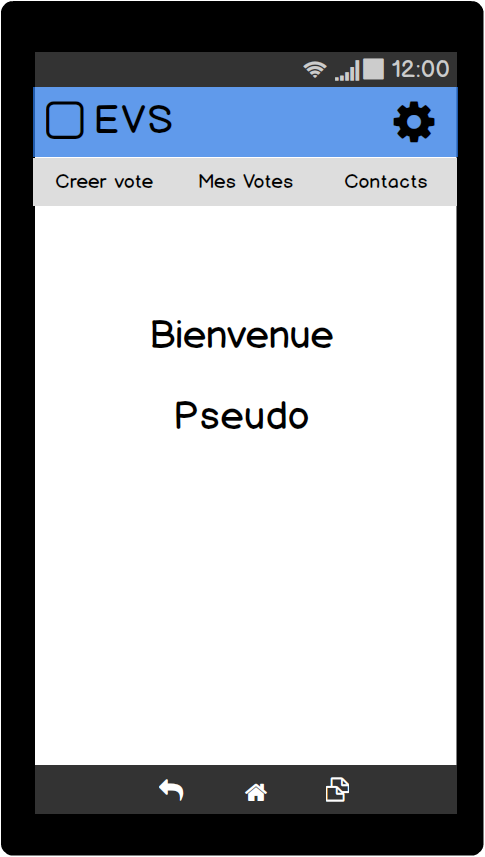 12:00
EVS
Creer vote Mes Votes Contacts
Bienvenue
Pseudo